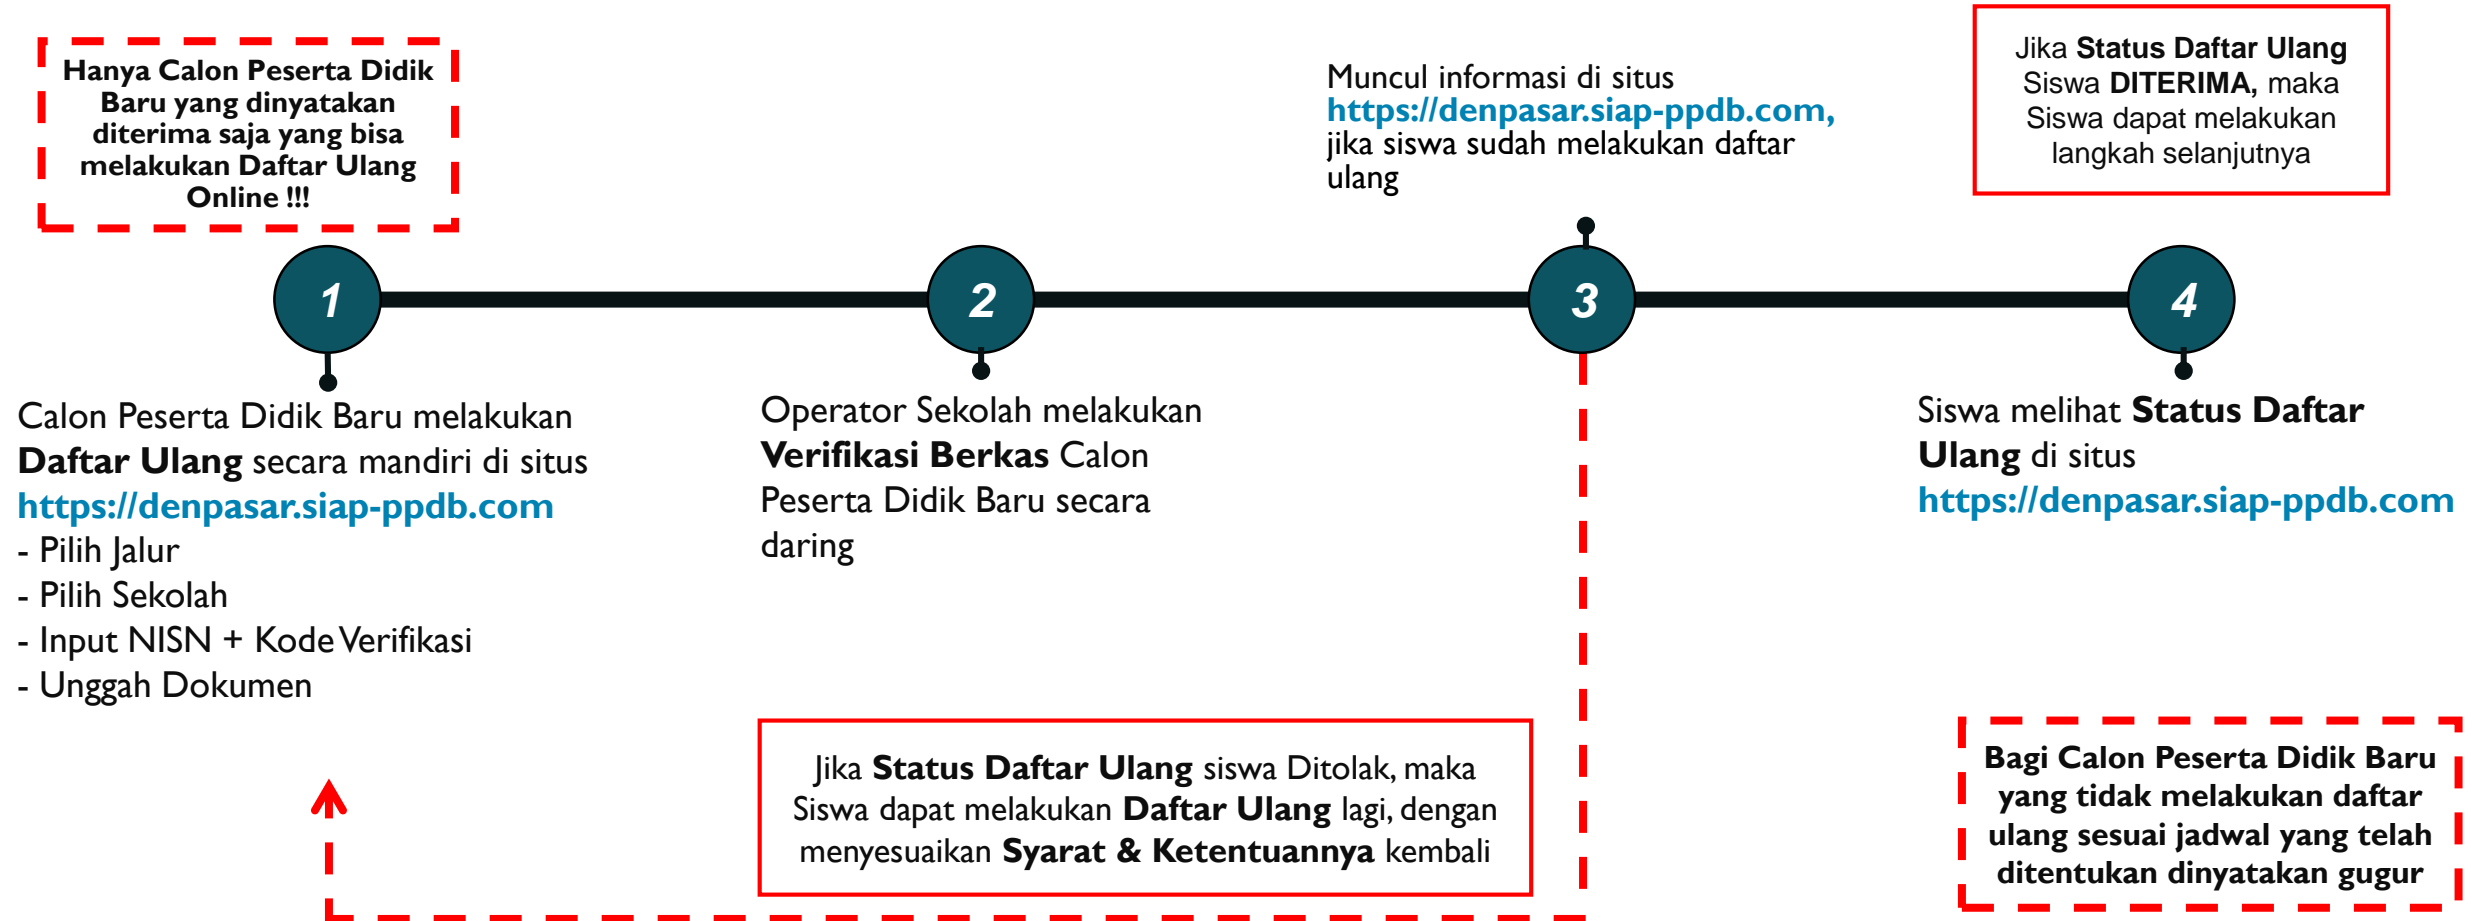 Hanya Calon Peserta Didik
Baru yang dinyatakan
diterima saja yang bisa
melakukan Daftar Ulang
Online !!!
Muncul informasi di situs
https://denpasar.siap-ppdb.com,
jika siswa sudah melakukan daftar
ulang
Jika Status Daftar Ulang
Siswa DITERIMA, maka
Siswa dapat melakukan
langkah selanjutnya
1
2
3
4
Calon Peserta Didik Baru melakukan
Daftar Ulang secara mandiri di situs
https://denpasar.siap-ppdb.com
- Pilih Jalur
- Pilih Sekolah
- Input NISN + Kode Verifikasi
- Unggah Dokumen
Operator Sekolah melakukan
Verifikasi Berkas Calon
Peserta Didik Baru secara
daring
Siswa melihat Status Daftar
Ulang di situs
https://denpasar.siap-ppdb.com
Jika Status Daftar Ulang siswa Ditolak, maka
Siswa dapat melakukan Daftar Ulang lagi, dengan
menyesuaikan Syarat & Ketentuannya kembali
Bagi Calon Peserta Didik Baru
yang tidak melakukan daftar
ulang sesuai jadwal yang telah
ditentukan dinyatakan gugur